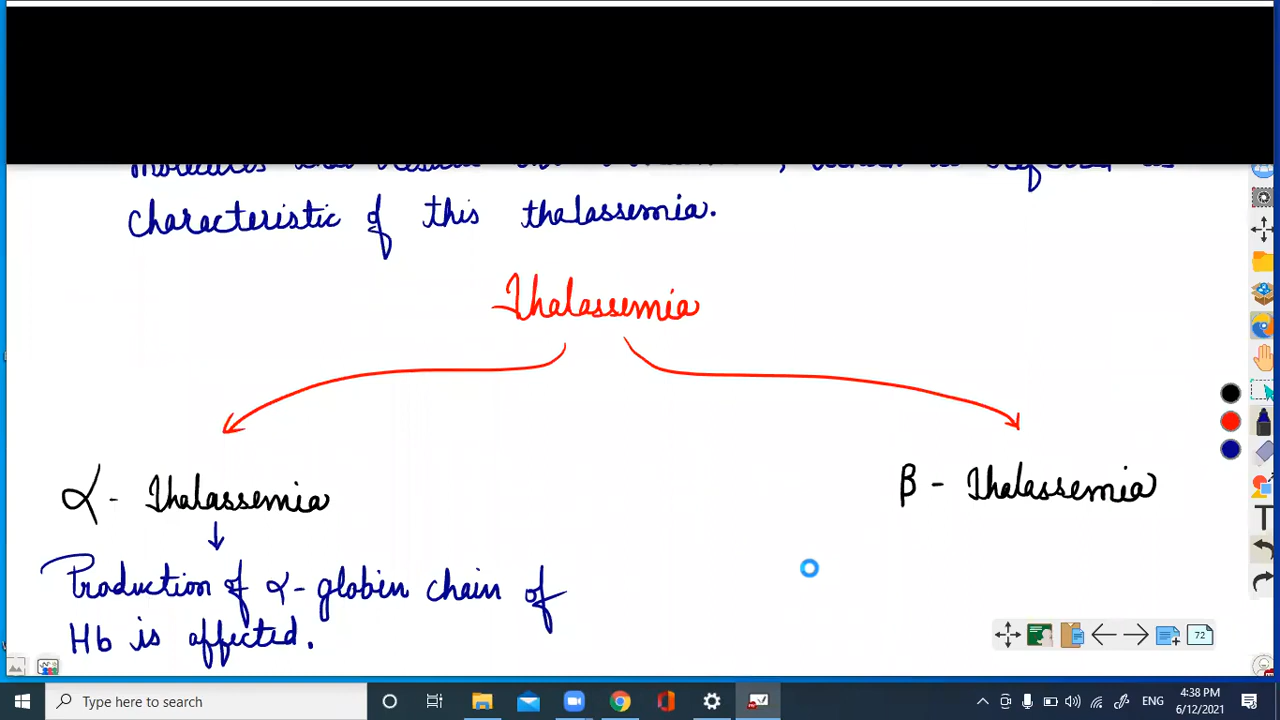 characteristic of this thalassemia.
Thalassemia
α - Thalassemia
β - Thalassemia
Production of α- globin chain of
Hb is affected.
72
Type here to search
ENG
4:38 PM
6/12/2021